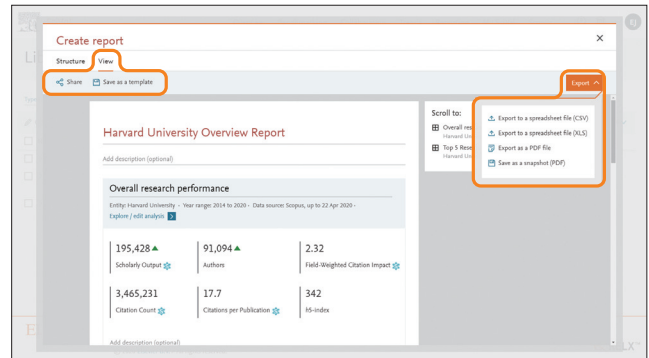 Create report
Structure View
Share Save as a template
Export
Harvard University Overview Report
Add description (optional)
Overall research performance
Entity: Harvard University - Year range: 2014 to 2020 - Data source: Scopus, up to 22 Apr 2020 -
Explore / edit analysis
195,428 91,094 2.32
Scholarly Output Authors Field-Weighted Citation Impact
3,465,231 17.7 342
Citation Count Citations per Publication h5-index
Add description (optional)
Scroll to:
Overall res
Harvard Un
Top 5 Rese
Harvard Un
Export to a spreadsheet file (CSV)
Export to a spreadsheet file (XLS)
Export as a PDF file
Save as a snapshot (PDF)